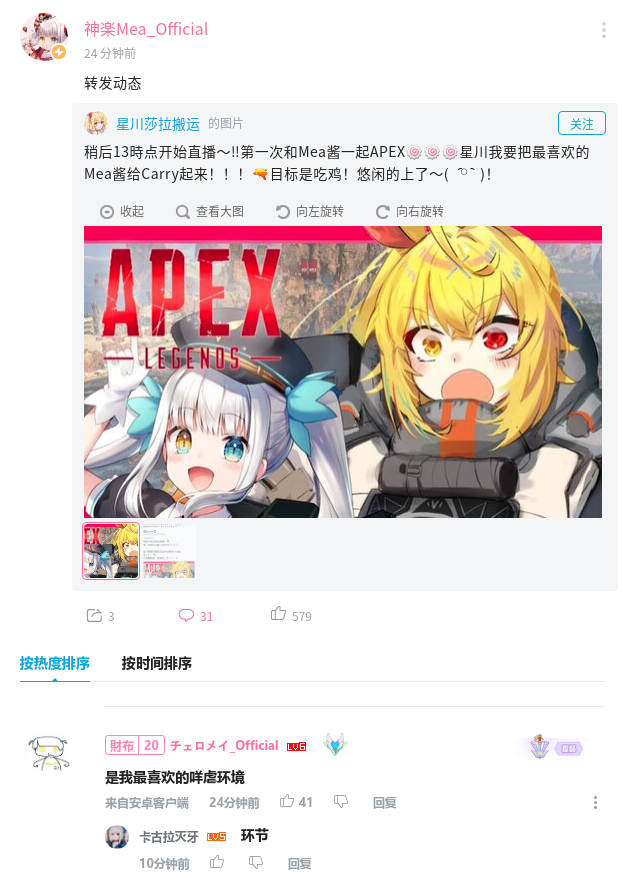 神楽Mea_Official
24 分钟前
转发动态
星川莎拉搬运 的图片
关注
稍后13時点开始直播～!!第一次和Mea酱一起APEX🍥🍥🍥星川我要把最喜欢的
Mea酱给Carry起来！！！🔫目标是吃鸡！悠闲的上了～( ﾟ౪ﾟ)！
收起 查看大图 向左旋转 向右旋转
APEX
LEGENDS
3 31 579
按热度排序 按时间排序
财布 20 チェロメイ_Official LV6
是我最喜欢的咩虐环境
来自安卓客户端 24分钟前 41 回复
卡古拉灭牙 LV5 环节
10分钟前 回复